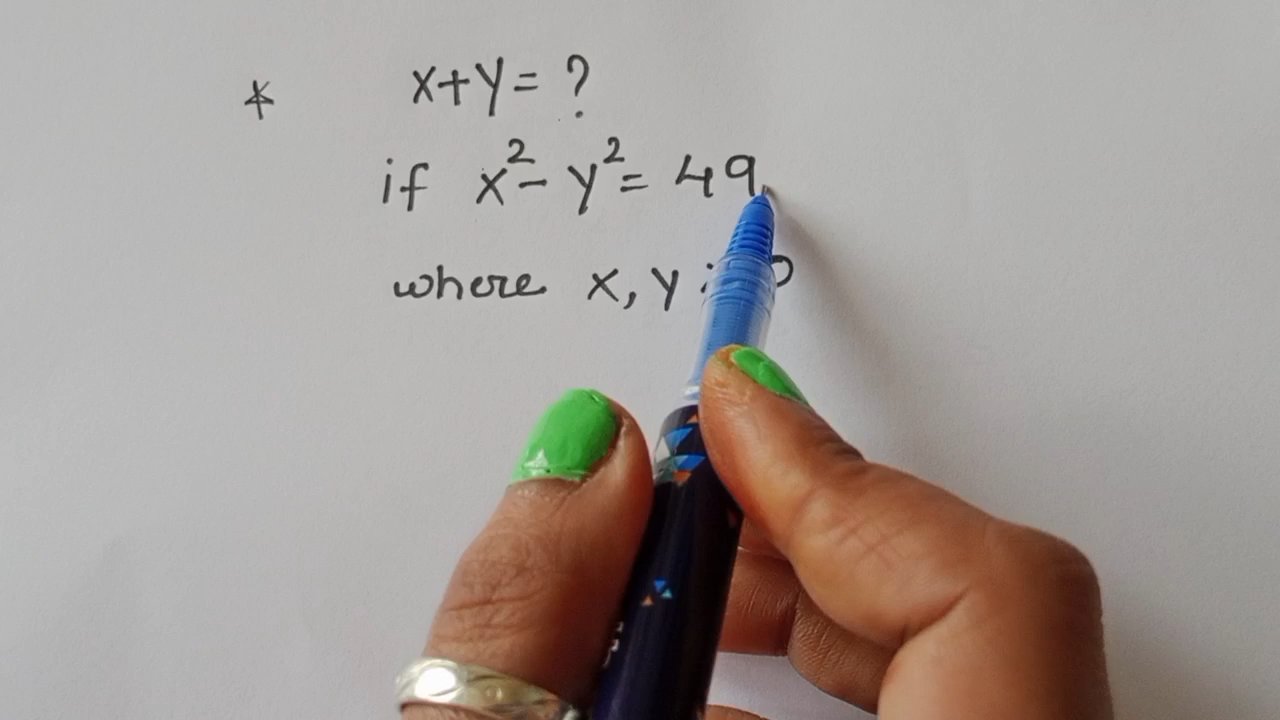 * x+y= ?
if x²- y²= 49
where x, y